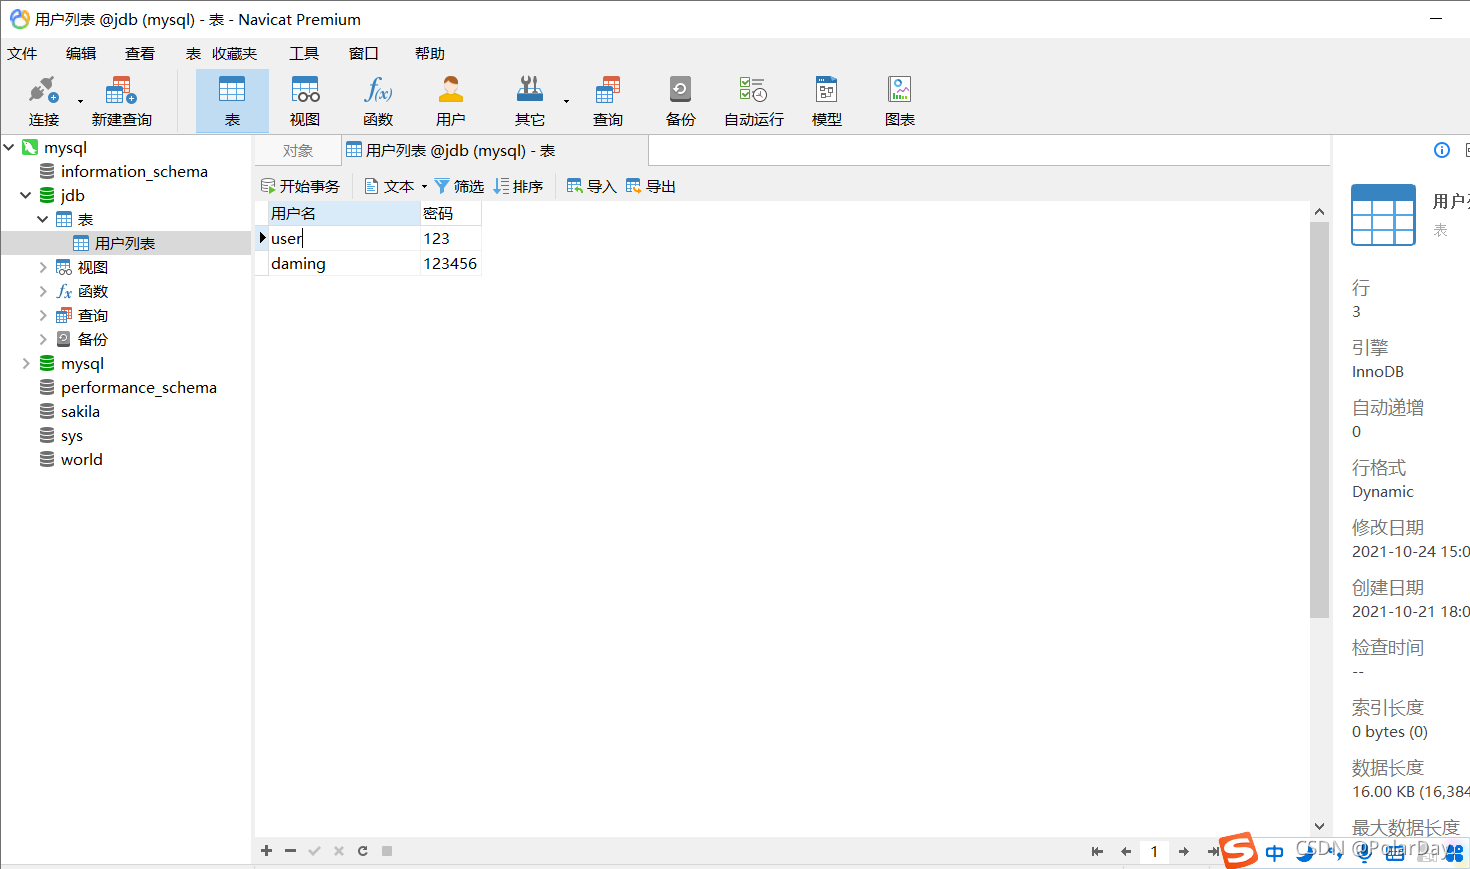 用户列表 @jdb (mysql) - 表 - Navicat Premium
文件 编辑 查看 表 收藏夹 工具 窗口 帮助
连接 新建查询 表 视图 函数 用户 其它 查询 备份 自动运行 模型 图表
mysql
information_schema
jdb
表
用户列表
视图
函数
查询
备份
mysql
performance_schema
sakila
sys
world
对象 用户列表 @jdb (mysql) - 表
开始事务 文本 筛选 排序 导入 导出
用户名 密码
user 123
daming 123456
1
用户
表
行
3
引擎
InnoDB
自动递增
0
行格式
Dynamic
修改日期
2021-10-24 15:0
创建日期
2021-10-21 18:0
检查时间
--
索引长度
0 bytes (0)
数据长度
16.00 KB (16,384
最大数据长度
中
CSDN @PolarDay